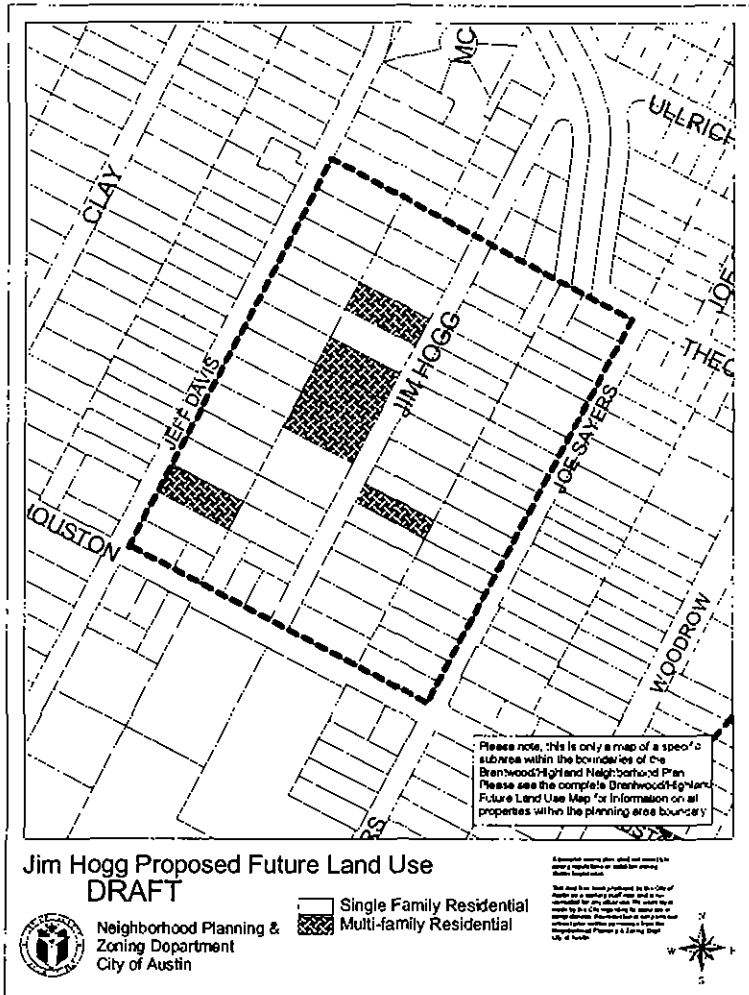 MC
ULLRICH
CLAY
JIM HOGG
JEFF DAVIS
JOE SAYERS
HOUSTON
WOODROW
Please note, this is only a map of a specific
subarea within the boundaries of the
Brentwood/Highland Neighborhood Plan
Please see the complete Brentwood/Highland
Future Land Use Map for information on all
properties within the planning area boundary
RS
Jim Hogg Proposed Future Land Use
DRAFT
Neighborhood Planning &
Zoning Department
City of Austin
Single Family Residential
Multi-family Residential
N
W
E
S